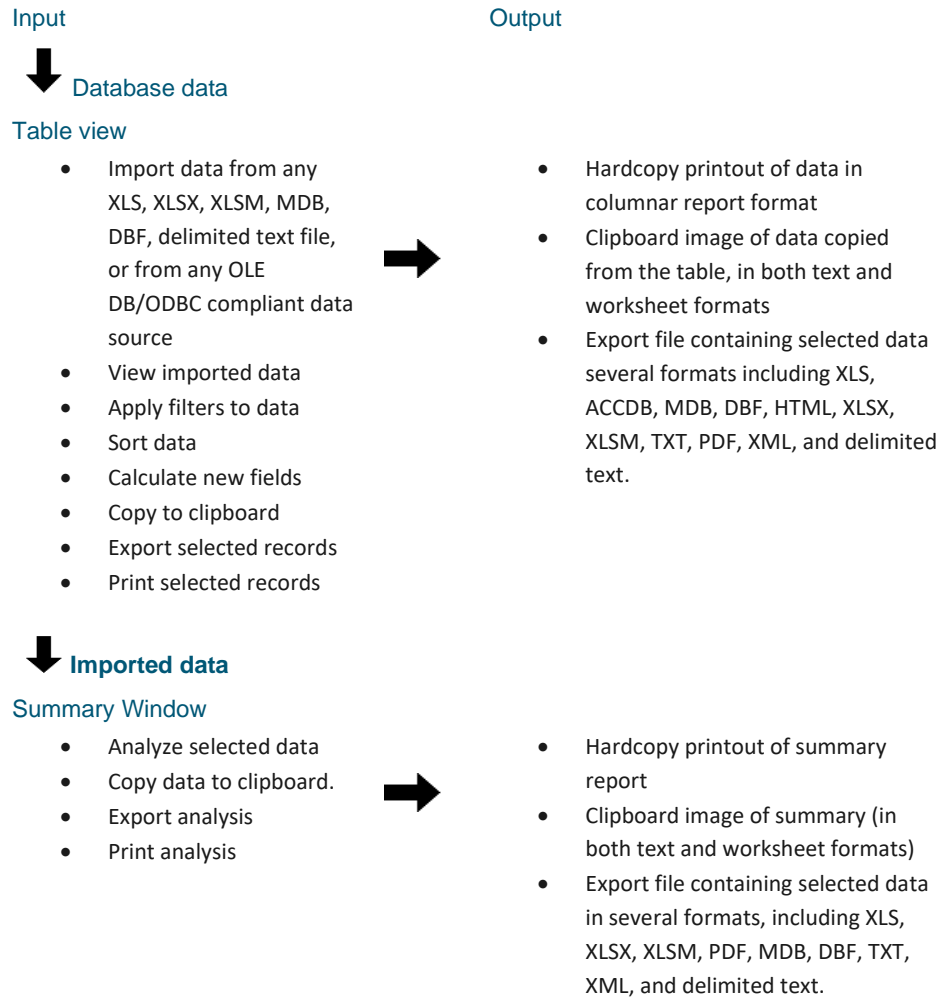 Input
Output
Database data
Table view
• Import data from any
XLS, XLSX, XLSM, MDB,
DBF, delimited text file,
or from any OLE
DB/ODBC compliant data
source
• View imported data
• Apply filters to data
• Sort data
• Calculate new fields
• Copy to clipboard
• Export selected records
• Print selected records
• Hardcopy printout of data in
columnar report format
• Clipboard image of data copied
from the table, in both text and
worksheet formats
• Export file containing selected data
several formats including XLS,
ACCDB, MDB, DBF, HTML, XLSX,
XLSM, TXT, PDF, XML, and delimited
text.
Imported data
Summary Window
• Analyze selected data
• Copy data to clipboard.
• Export analysis
• Print analysis
• Hardcopy printout of summary
report
• Clipboard image of summary (in
both text and worksheet formats)
• Export file containing selected data
in several formats, including XLS,
XLSX, XLSM, PDF, MDB, DBF, TXT,
XML, and delimited text.